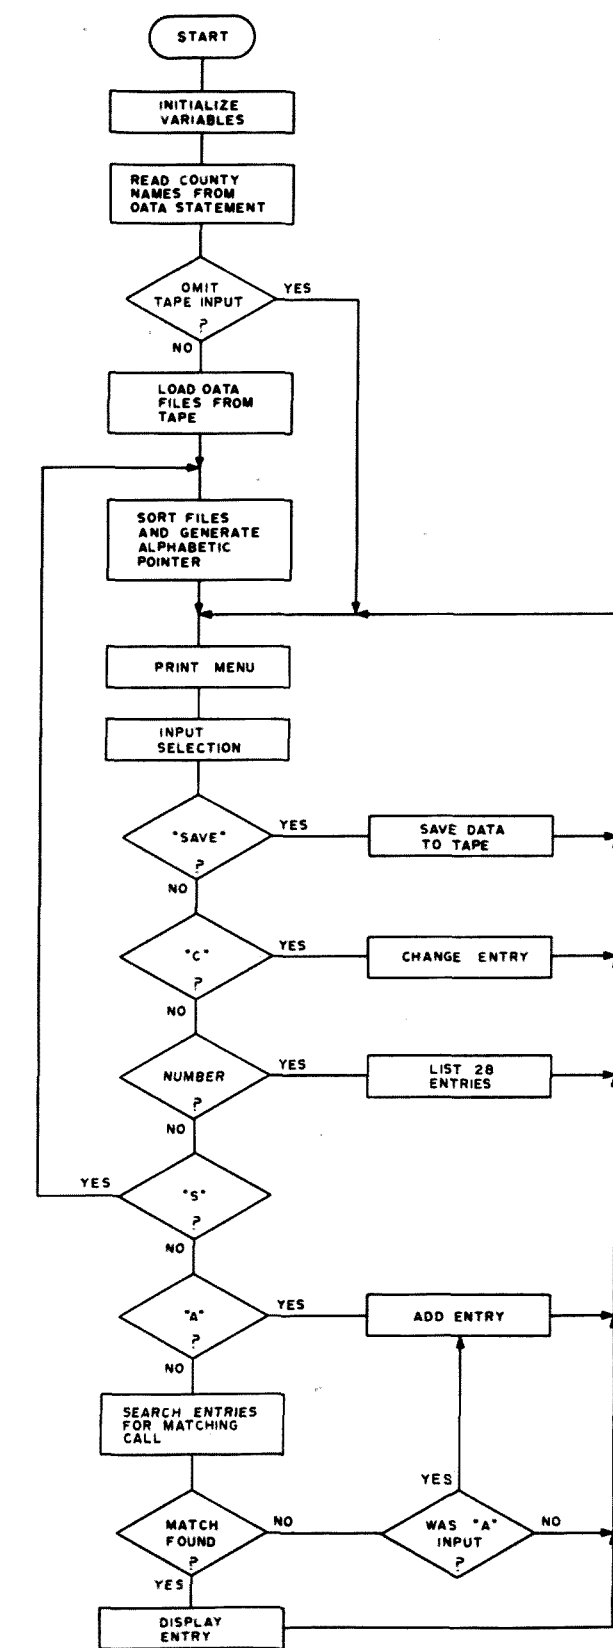 START
INITIALIZE
VARIABLES
READ COUNTY
NAMES FROM
DATA STATEMENT
OMIT
TAPE INPUT
?
YES
NO
LOAD DATA
FILES FROM
TAPE
SORT FILES
AND GENERATE
ALPHABETIC
POINTER
PRINT MENU
INPUT
SELECTION
"SAVE"
?
YES
NO
SAVE DATA
TO TAPE
"C"
?
YES
NO
CHANGE ENTRY
NUMBER
?
YES
NO
LIST 28
ENTRIES
YES
"S"
?
NO
"A"
?
YES
NO
ADD ENTRY
SEARCH ENTRIES
FOR MATCHING
CALL
MATCH
FOUND
?
NO
YES
YES
WAS "A"
INPUT
?
NO
DISPLAY
ENTRY